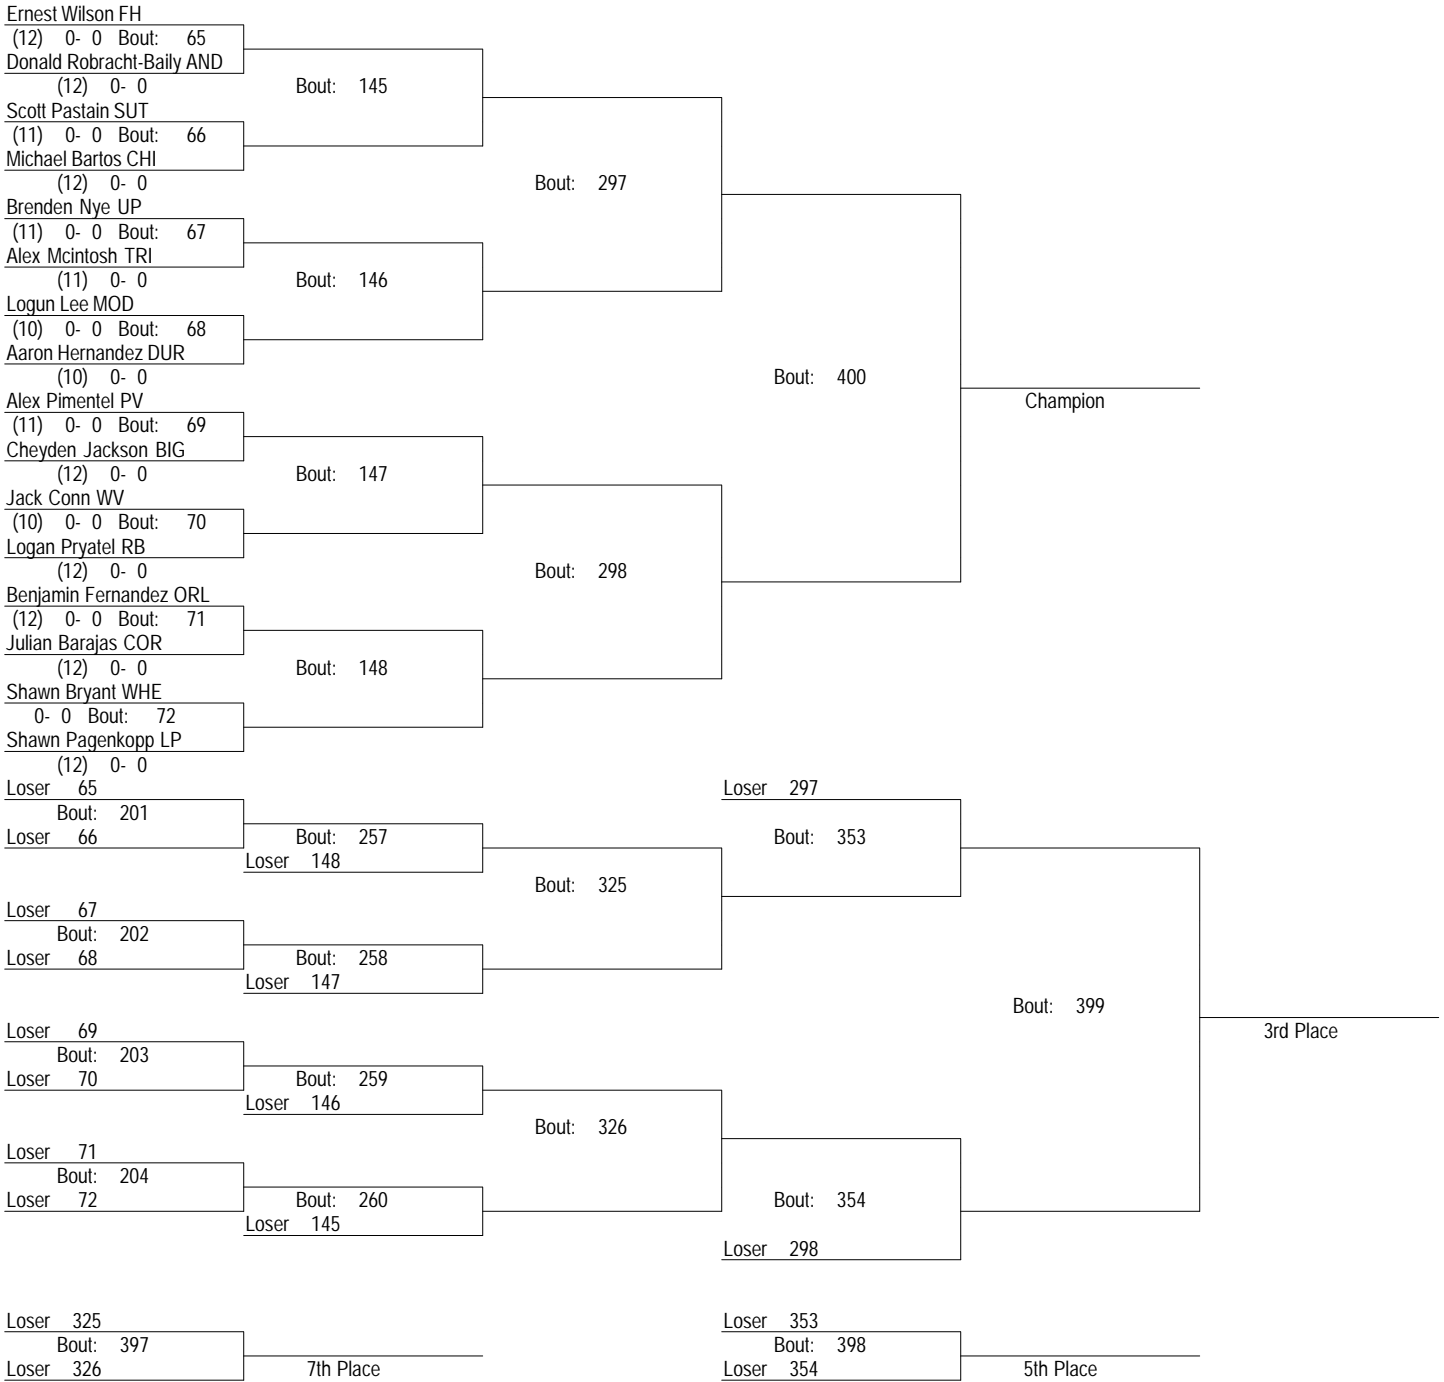 Ernest Wilson FH
(12) 0- 0 Bout: 65
Donald Robracht-Baily AND
(12) 0- 0
Bout: 145
Scott Pastain SUT
(11) 0- 0 Bout: 66
Michael Bartos CHI
(12) 0- 0
Bout: 297
Brenden Nye UP
(11) 0- 0 Bout: 67
Alex Mcintosh TRI
(11) 0- 0
Bout: 146
Logun Lee MOD
(10) 0- 0 Bout: 68
Aaron Hernandez DUR
(10) 0- 0
Bout: 400
Champion
Alex Pimentel PV
(11) 0- 0 Bout: 69
Cheyden Jackson BIG
(12) 0- 0
Bout: 147
Jack Conn WV
(10) 0- 0 Bout: 70
Logan Pryatel RB
(12) 0- 0
Bout: 298
Benjamin Fernandez ORL
(12) 0- 0 Bout: 71
Julian Barajas COR
(12) 0- 0
Bout: 148
Shawn Bryant WHE
0- 0 Bout: 72
Shawn Pagenkopp LP
(12) 0- 0
Loser 65
Bout: 201
Loser 66
Bout: 257
Loser 148
Loser 297
Bout: 353
Bout: 325
Loser 67
Bout: 202
Loser 68
Bout: 258
Loser 147
Bout: 399
3rd Place
Loser 69
Bout: 203
Loser 70
Bout: 259
Loser 146
Bout: 326
Loser 71
Bout: 204
Loser 72
Bout: 260
Loser 145
Bout: 354
Loser 298
Loser 325
Bout: 397
Loser 326
7th Place
Loser 353
Bout: 398
Loser 354
5th Place